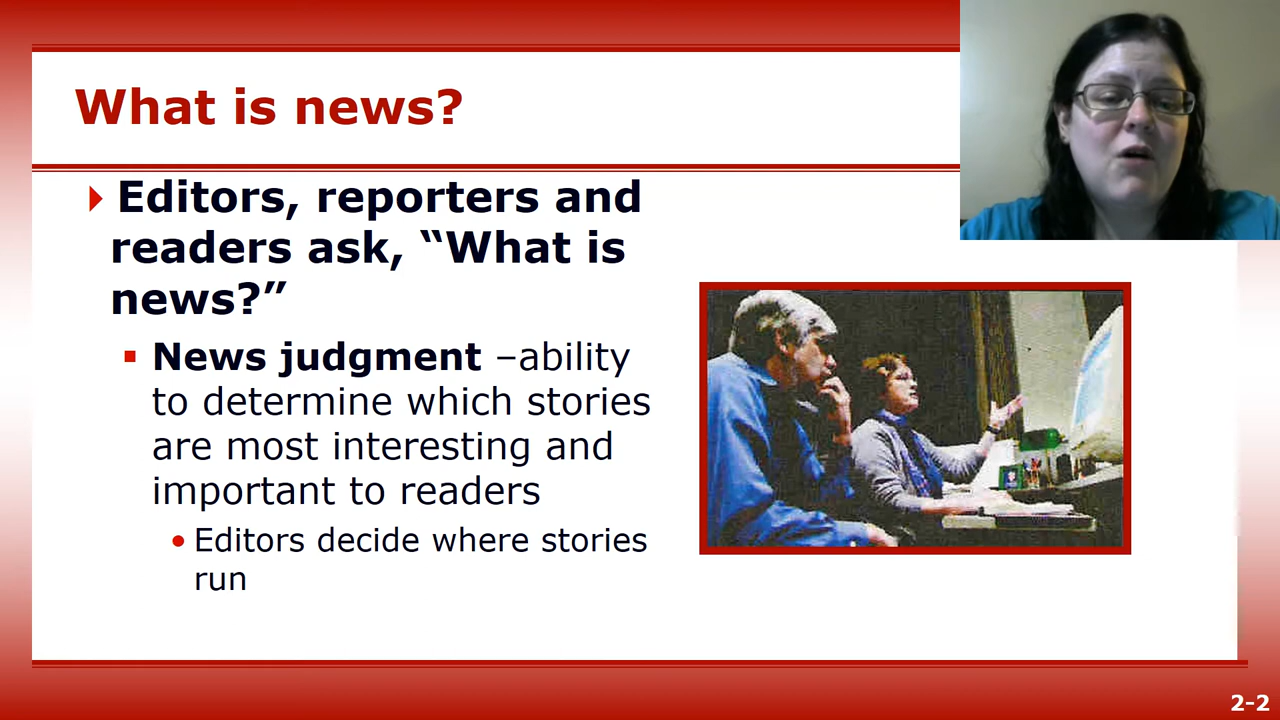 What is news?
Editors, reporters and
readers ask, “What is
news?”
News judgment –ability
to determine which stories
are most interesting and
important to readers
Editors decide where stories
run
2-2